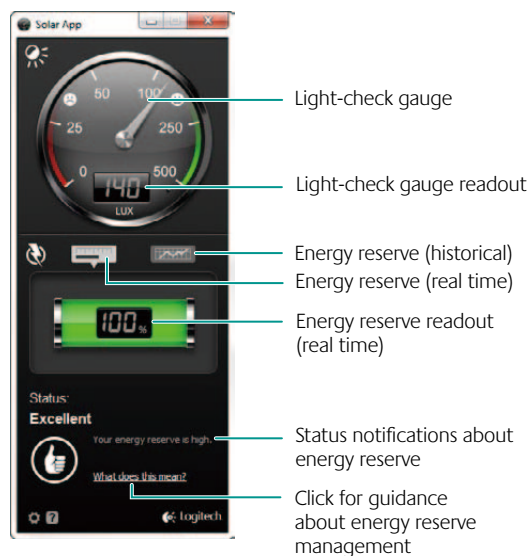 Solar App
0
25
50
100
250
500
140
LUX
100%
Status:
Excellent
Your energy reserve is high.
What does this mean?
Logitech
Light-check gauge
Light-check gauge readout
Energy reserve (historical)
Energy reserve (real time)
Energy reserve readout
(real time)
Status notifications about
energy reserve
Click for guidance
about energy reserve
management